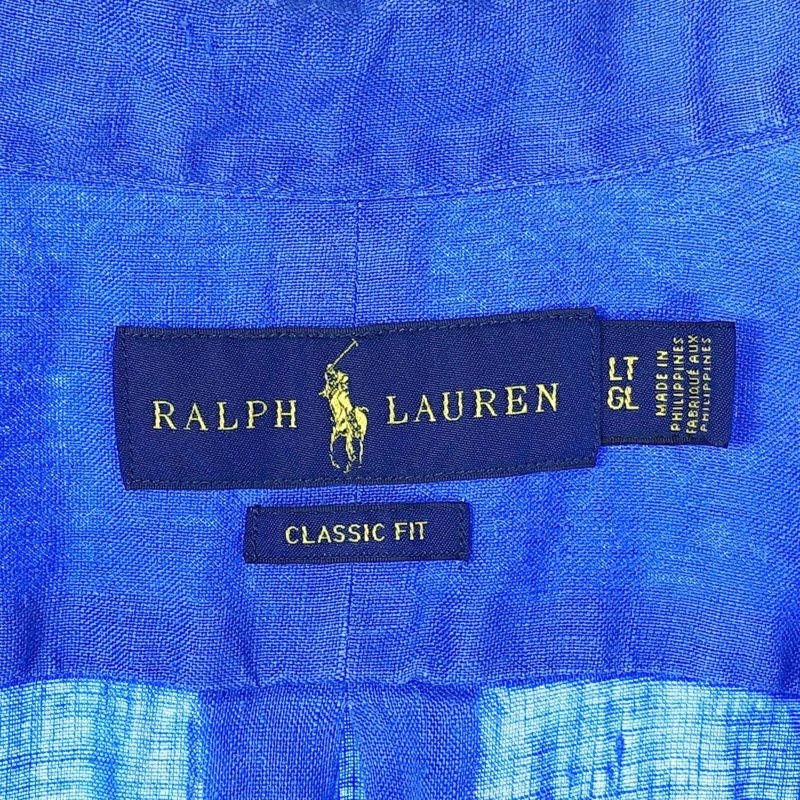 RALPH LAUREN
LT
GL
MADE IN
PHILIPPINES
FABRIQUÉ AUX
PHILIPPINES
CLASSIC FIT